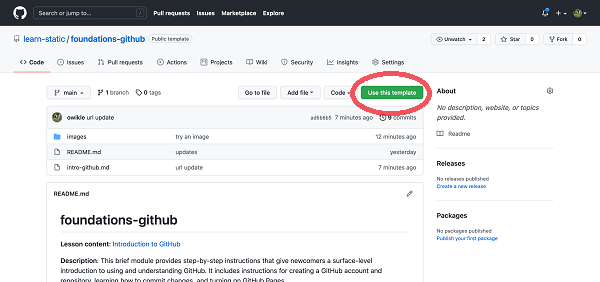 Search or jump to... / Pull requests Issues Marketplace Explore
learn-static / foundations-github Public template Unwatch 2 Star 0 Fork 0
Code Issues Pull requests Actions Projects Wiki Security Insights Settings
main 1 branch 0 tags Go to file Add file Code Use this template
owikle url update ad6b6b5 7 minutes ago 9 commits
images try an image 12 minutes ago
README.md updates yesterday
intro-github.md url update 7 minutes ago
README.md
foundations-github
Lesson content: Introduction to GitHub
Description: This brief module provides step-by-step instructions that give newcomers a surface-level
introduction to using and understanding GitHub. It includes instructions for creating a GitHub account and
repository, learning how to commit changes, and turning on GitHub Pages.
About
No description, website, or topics
provided.
Readme
Releases
No releases published
Create a new release
Packages
No packages published
Publish your first package